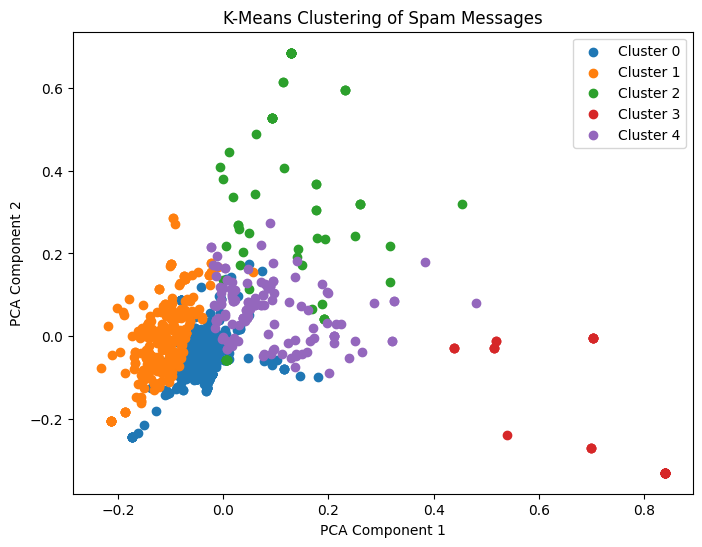 K-Means Clustering of Spam Messages
Cluster 0
Cluster 1
Cluster 2
Cluster 3
Cluster 4
PCA Component 2
0.6
0.4
0.2
0.0
−0.2
−0.2
0.0
0.2
0.4
0.6
0.8
PCA Component 1